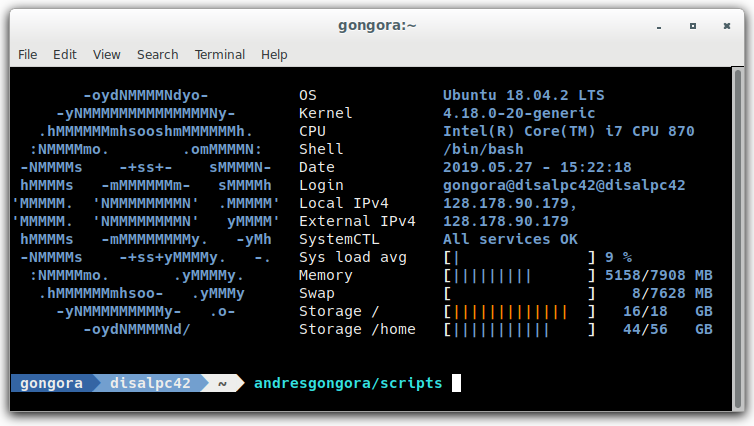 gongora:~
File Edit View Search Terminal Help
-oydNMMMMNdyo- OS Ubuntu 18.04.2 LTS
-yNMMMMMMMMMMMMMMNy- Kernel 4.18.0-20-generic
.hMMMMMMmhsooshmMMMMMMh. CPU Intel(R) Core(TM) i7 CPU 870
:NMMMMmo. .omMMMMN: Shell /bin/bash
-NMMMMs -+ss+- sMMMMN- Date 2019.05.27 - 15:22:18
hMMMMs -mMMMMMMm- sMMMMh Login gongora@disalpc42@disalpc42
'MMMMM. 'NMMMMMMMMN' .MMMMM' Local IPv4 128.178.90.179,
'MMMMM. 'NMMMMMMMMN' yMMMM' External IPv4 128.178.90.179,
hMMMMs -mMMMMMMMMy. -yMh SystemCTL All services OK
-NMMMMs -+ss+yMMMMy. -. Sys load avg [| ] 9 %
:NMMMMmo. .yMMMMy. Memory [||||||||| ] 5158/7908 MB
.hMMMMMMmhsoo- .yMMMy Swap [ ] 8/7628 MB
-yNMMMMMMMMMy- .o- Storage / [||||||||||||| ] 16/18 GB
-oydNMMMMNd/ Storage /home [||||||||||| ] 44/56 GB
gongora disalpc42 ~ andresgongora/scripts